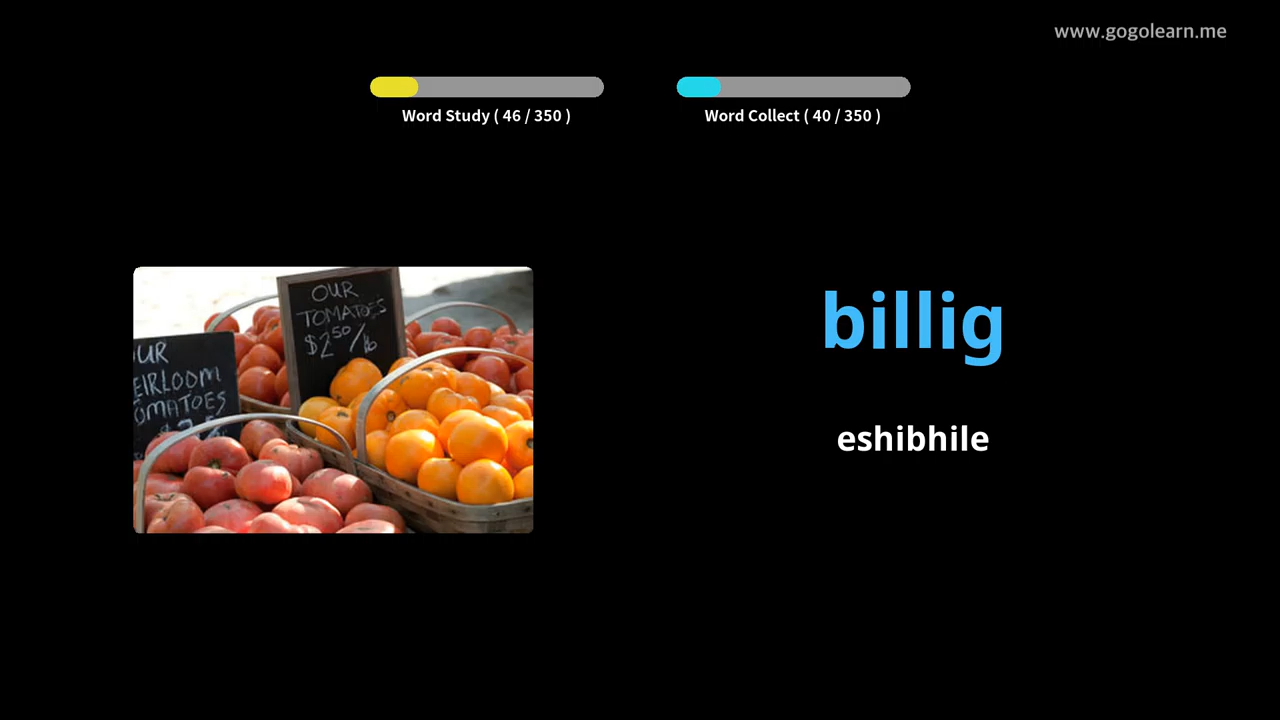 www.gogolearn.me
Word Study ( 46 / 350 )
Word Collect ( 40 / 350 )
OUR
TOMATOES
$2.50/lb
UR
EIRLOOM
OMATOES
billig
eshibhile